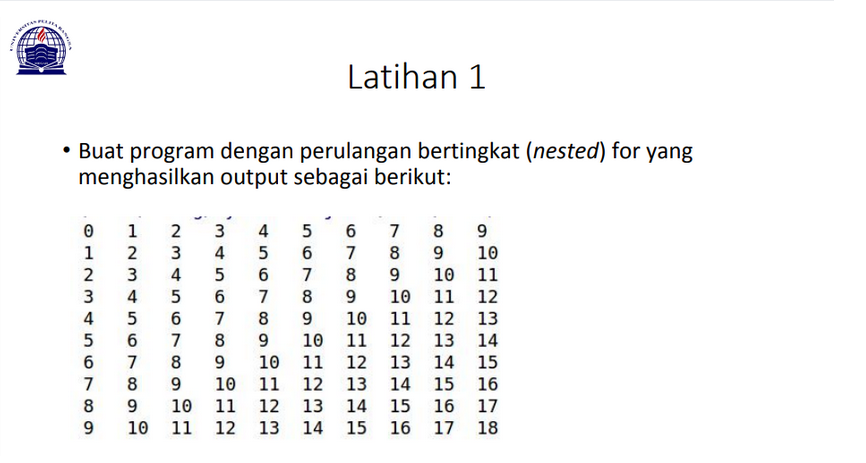 UNIVERSITAS PELITA BANGSA
Latihan 1
• Buat program dengan perulangan bertingkat (nested) for yang
menghasilkan output sebagai berikut:
0 1 2 3 4 5 6 7 8 9
1 2 3 4 5 6 7 8 9 10
2 3 4 5 6 7 8 9 10 11
3 4 5 6 7 8 9 10 11 12
4 5 6 7 8 9 10 11 12 13
5 6 7 8 9 10 11 12 13 14
6 7 8 9 10 11 12 13 14 15
7 8 9 10 11 12 13 14 15 16
8 9 10 11 12 13 14 15 16 17
9 10 11 12 13 14 15 16 17 18